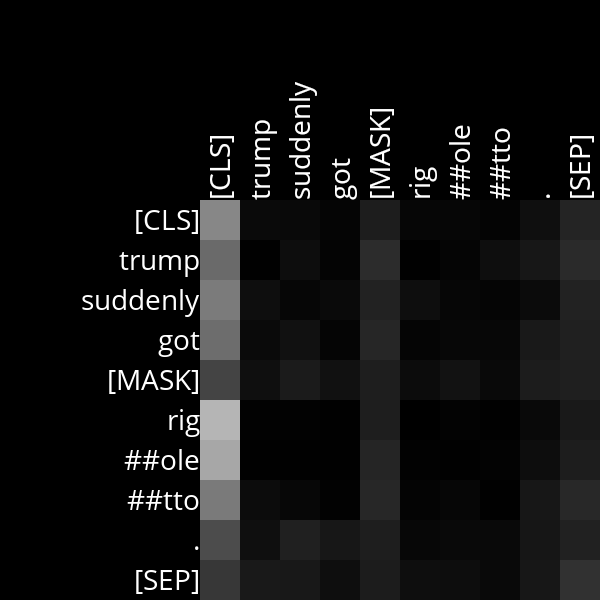 [CLS] trump suddenly got [MASK] rig ##ole ##tto . [SEP]
[CLS]
trump
suddenly
got
[MASK]
rig
##ole
##tto
.
[SEP]